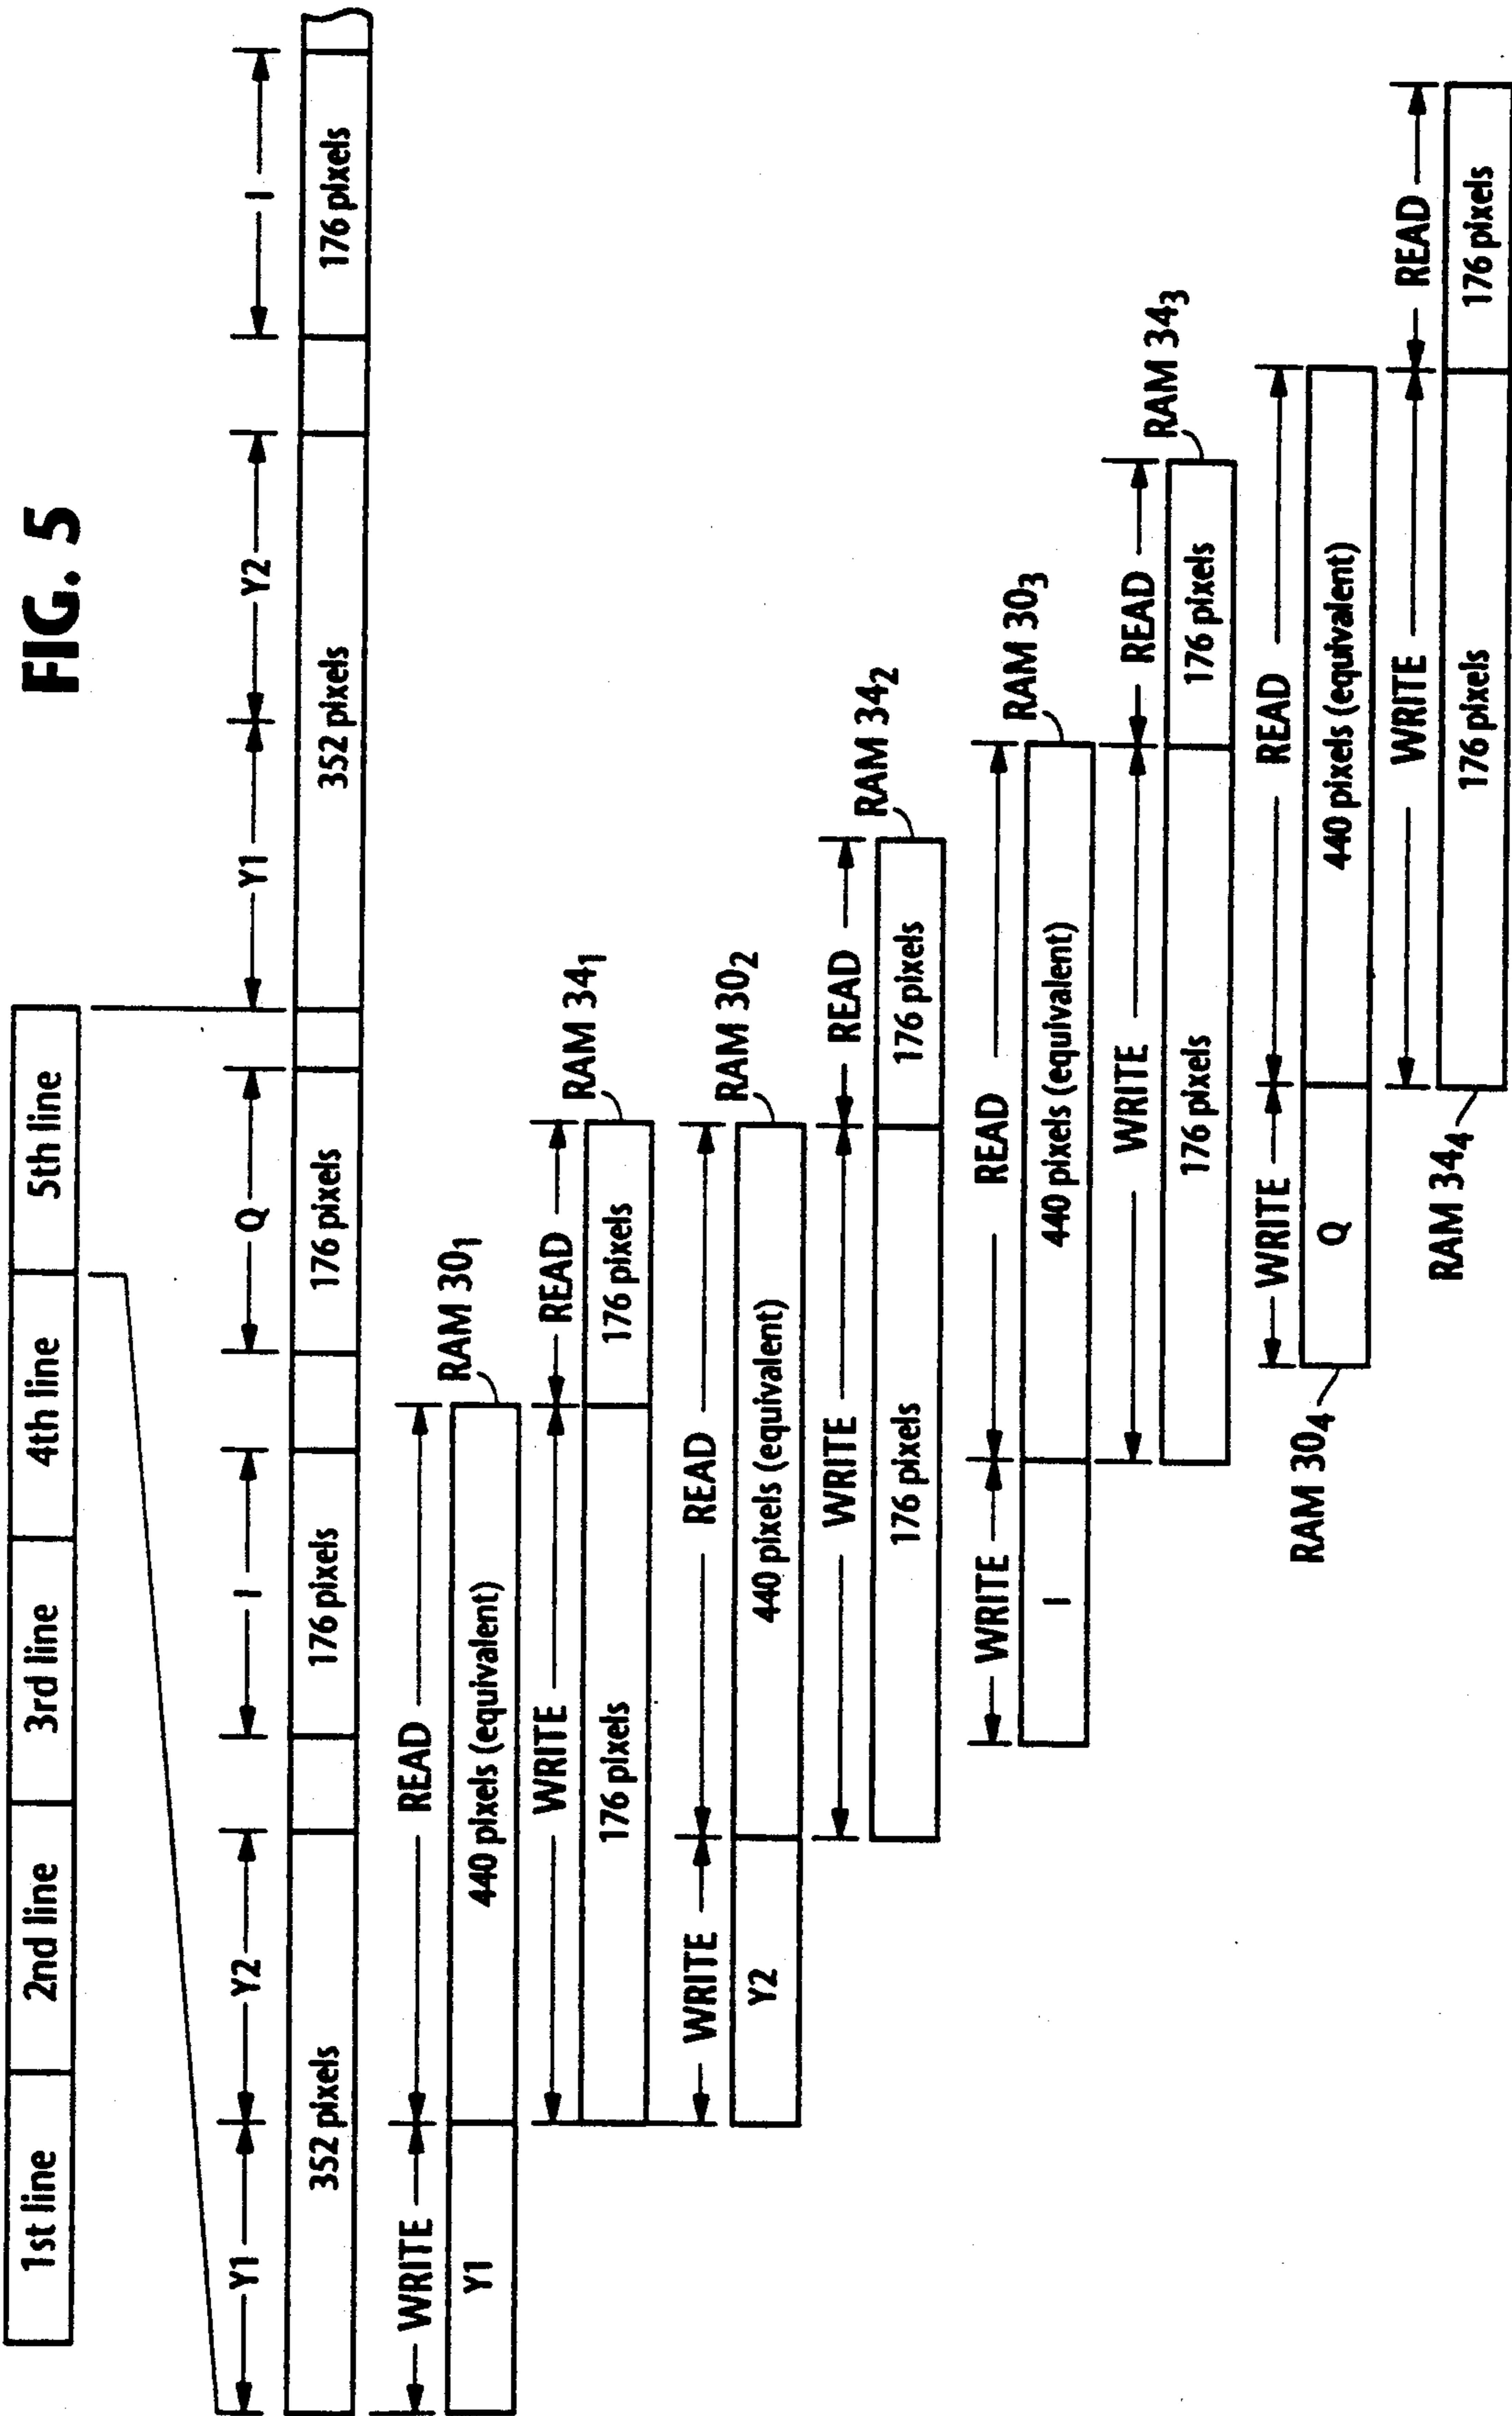 FIG. 5
1st line 2nd line 3rd line 4th line 5th line
Y1 Y2 I Q Y1 Y2 I
352 pixels 176 pixels 176 pixels 352 pixels 176 pixels
WRITE READ
Y1 440 pixels (equivalent) RAM 30₁
WRITE READ
176 pixels 176 pixels RAM 34₁
WRITE READ
Y2 440 pixels (equivalent) RAM 30₂
WRITE READ
176 pixels 176 pixels RAM 34₂
WRITE READ
I 440 pixels (equivalent) RAM 30₃
WRITE READ
176 pixels 176 pixels RAM 34₃
WRITE READ
RAM 30₄ Q 440 pixels (equivalent)
WRITE READ
RAM 34₄ 176 pixels 176 pixels